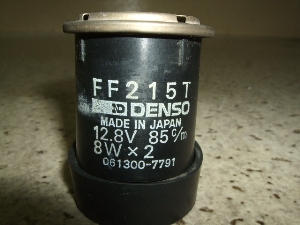 FF215T
DENSO
MADE IN JAPAN
12.8V 85c/m
8W×2
061300-7791